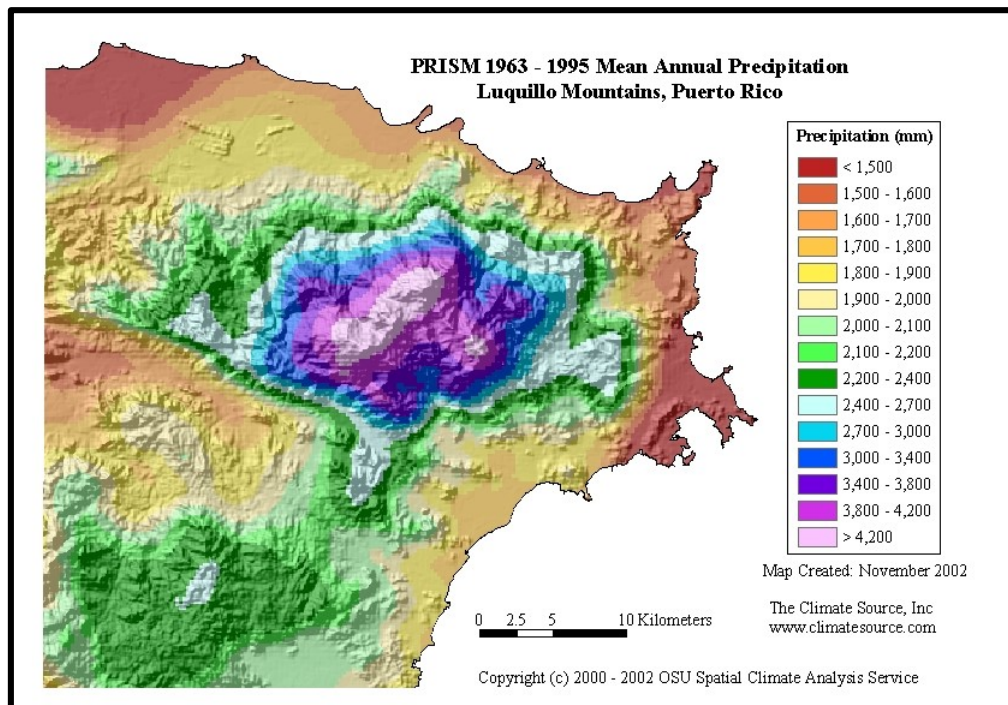 PRISM 1963 - 1995 Mean Annual Precipitation
Luquillo Mountains, Puerto Rico
Precipitation (mm)
< 1,500
1,500 - 1,600
1,600 - 1,700
1,700 - 1,800
1,800 - 1,900
1,900 - 2,000
2,000 - 2,100
2,100 - 2,200
2,200 - 2,400
2,400 - 2,700
2,700 - 3,000
3,000 - 3,400
3,400 - 3,800
3,800 - 4,200
> 4,200
Map Created: November 2002
0 2.5 5 10 Kilometers
The Climate Source, Inc
www.climatesource.com
Copyright (c) 2000 - 2002 OSU Spatial Climate Analysis Service